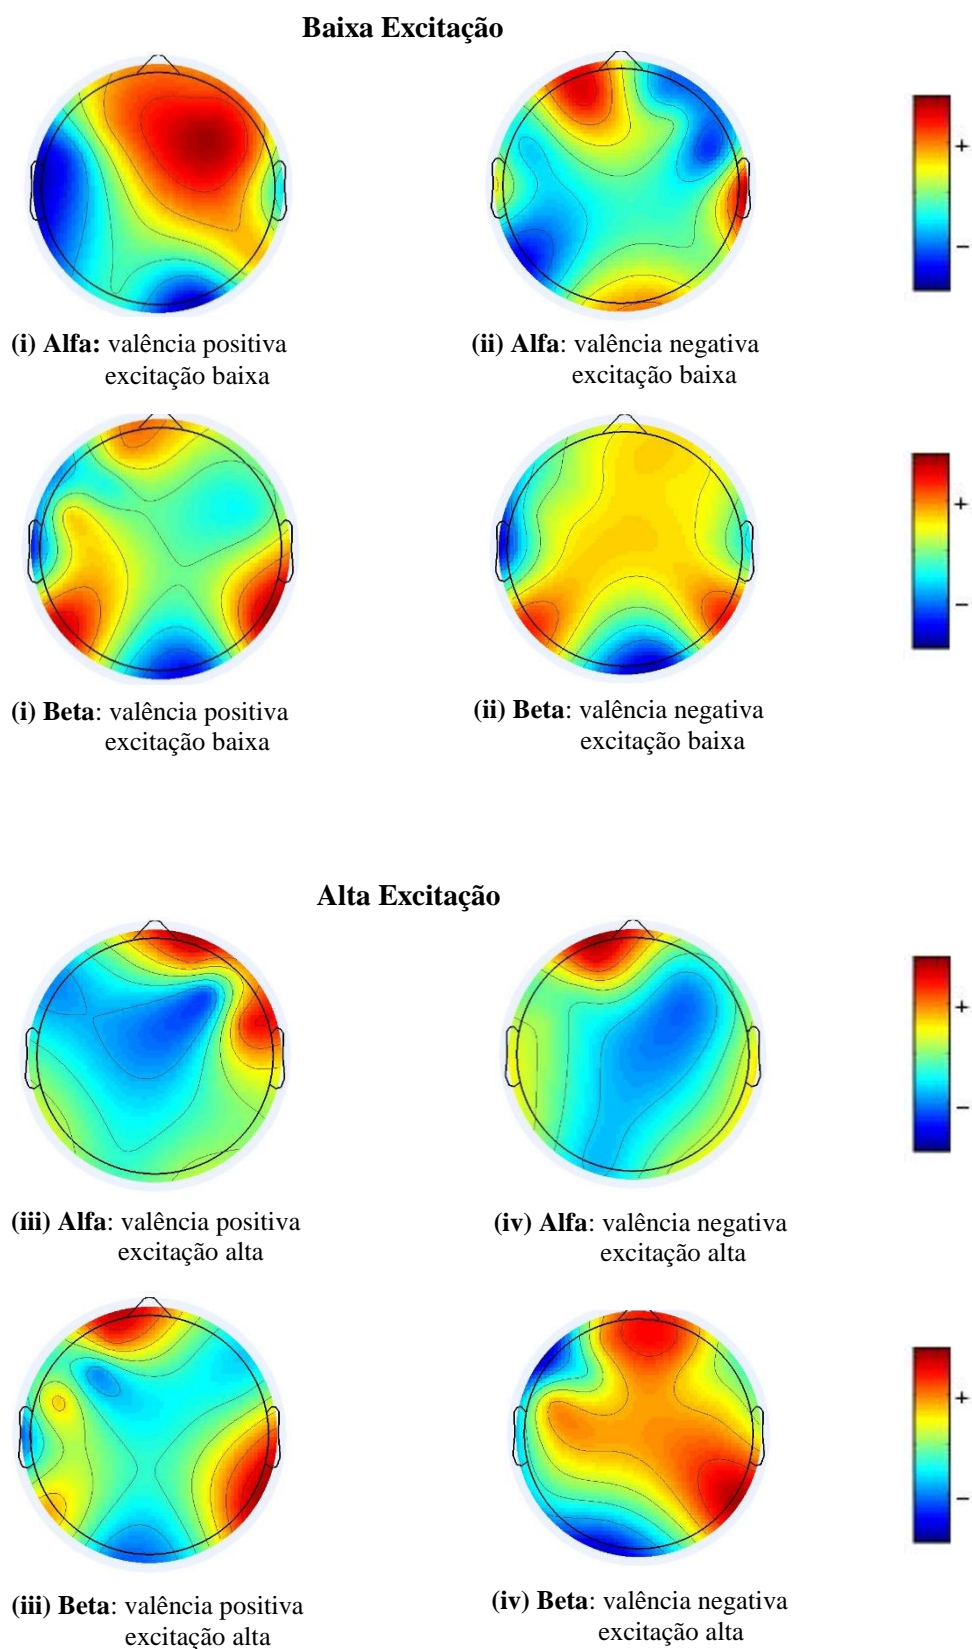 Baixa Excitação
+
−
(i) Alfa: valência positiva
excitação baixa
(ii) Alfa: valência negativa
excitação baixa
+
−
(i) Beta: valência positiva
excitação baixa
(ii) Beta: valência negativa
excitação baixa
Alta Excitação
+
−
(iii) Alfa: valência positiva
excitação alta
(iv) Alfa: valência negativa
excitação alta
+
−
(iii) Beta: valência positiva
excitação alta
(iv) Beta: valência negativa
excitação alta